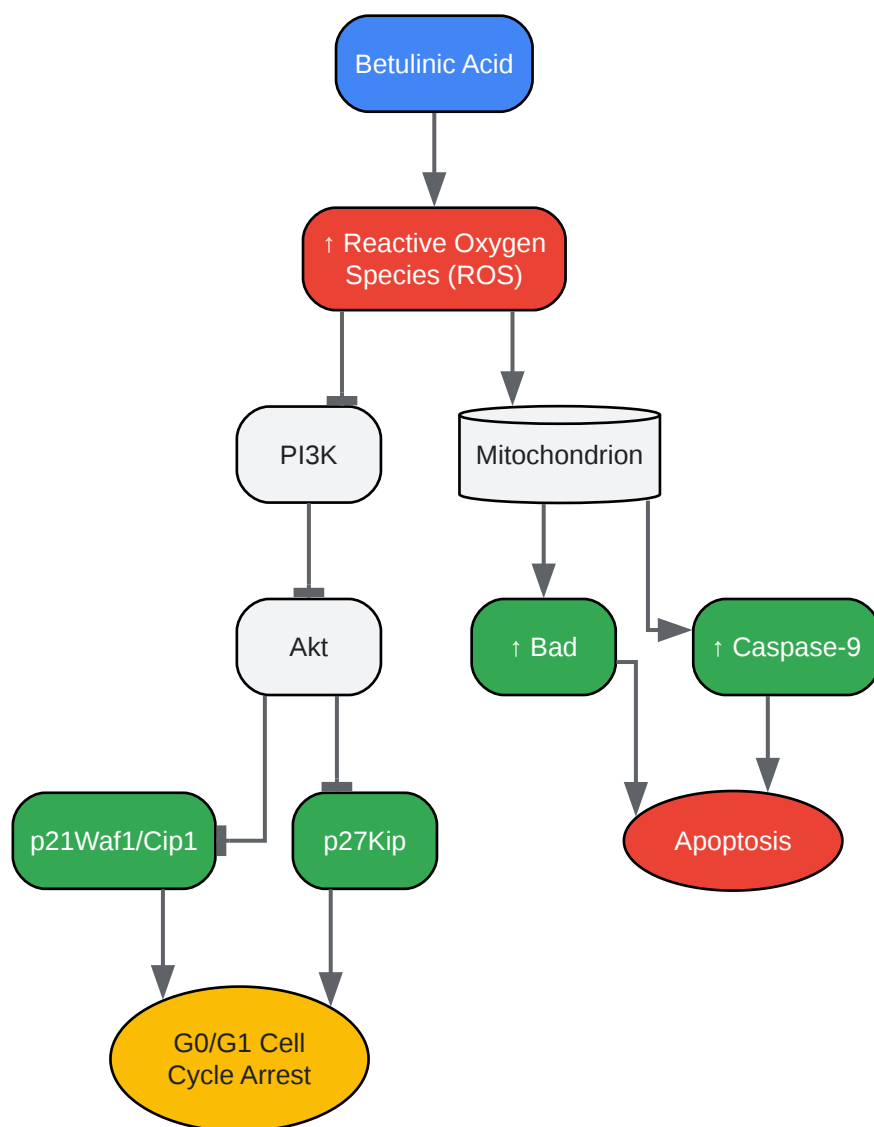 Betulinic Acid
↑ Reactive Oxygen
Species (ROS)
PI3K
Mitochondrion
Akt
↑ Bad
↑ Caspase-9
p21Waf1/Cip1
p27Kip
Apoptosis
G0/G1 Cell
Cycle Arrest